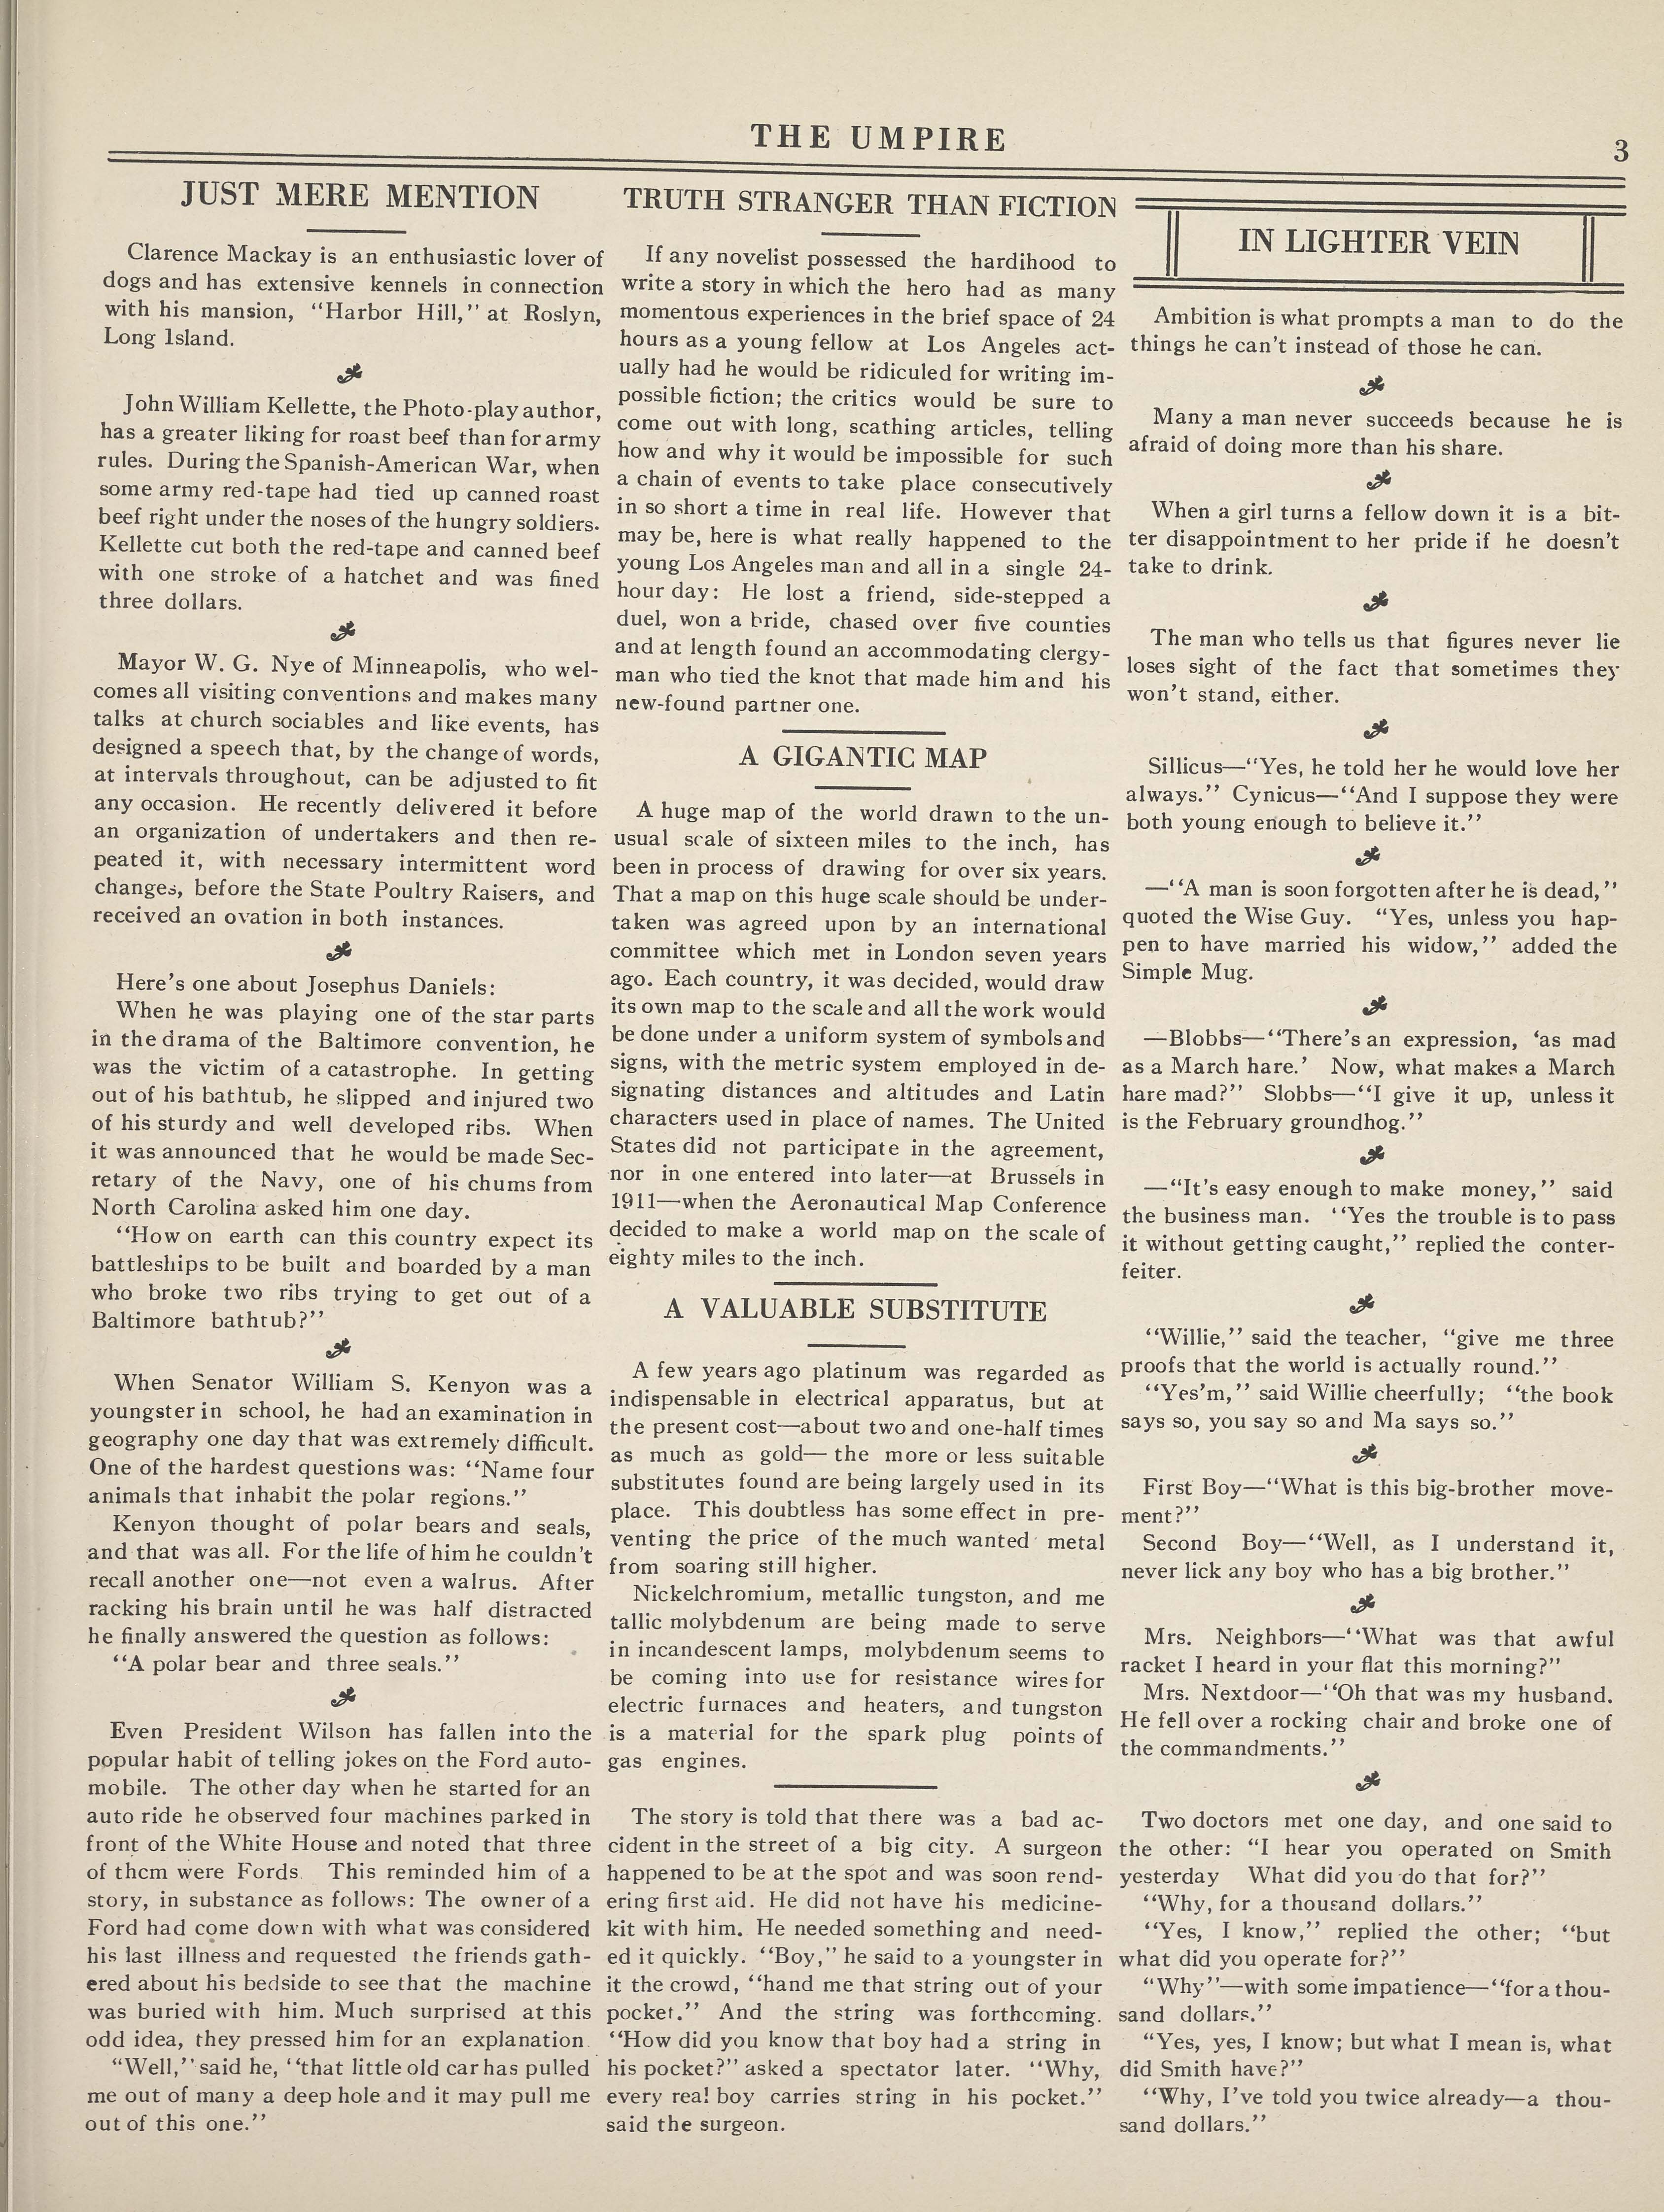 THE UMPIRE
3
JUST MERE MENTION
Clarence Mackay is an enthusiastic lover of
dogs and has extensive kennels in connection
with his mansion, "Harbor Hill," at Roslyn,
Long Island.
John William Kellette, the Photo-play author,
has a greater liking for roast beef than for army
rules. During the Spanish-American War, when
some army red-tape had tied up canned roast
beef right under the noses of the hungry soldiers.
Kellette cut both the red-tape and canned beef
with one stroke of a hatchet and was fined
three dollars.
Mayor W. G. Nye of Minneapolis, who wel-
comes all visiting conventions and makes many
talks at church sociables and like events, has
designed a speech that, by the change of words,
at intervals throughout, can be adjusted to fit
any occasion. He recently delivered it before
an organization of undertakers and then re-
peated it, with necessary intermittent word
changes, before the State Poultry Raisers, and
received an ovation in both instances.
Here's one about Josephus Daniels:
When he was playing one of the star parts
in the drama of the Baltimore convention, he
was the victim of a catastrophe. In getting
out of his bathtub, he slipped and injured two
of his sturdy and well developed ribs. When
it was announced that he would be made Sec-
retary of the Navy, one of his chums from
North Carolina asked him one day.
"How on earth can this country expect its
battleships to be built and boarded by a man
who broke two ribs trying to get out of a
Baltimore bathtub?"
When Senator William S. Kenyon was a
youngster in school, he had an examination in
geography one day that was extremely difficult.
One of the hardest questions was: "Name four
animals that inhabit the polar regions."
Kenyon thought of polar bears and seals,
and that was all. For the life of him he couldn't
recall another one—not even a walrus. After
racking his brain until he was half distracted
he finally answered the question as follows:
"A polar bear and three seals."
Even President Wilson has fallen into the
popular habit of telling jokes on the Ford auto-
mobile. The other day when he started for an
auto ride he observed four machines parked in
front of the White House and noted that three
of them were Fords. This reminded him of a
story, in substance as follows: The owner of a
Ford had come down with what was considered
his last illness and requested the friends gath-
ered about his bedside to see that the machine
was buried with him. Much surprised at this
odd idea, they pressed him for an explanation.
"Well," said he, "that little old car has pulled
me out of many a deep hole and it may pull me
out of this one."
TRUTH STRANGER THAN FICTION
If any novelist possessed the hardihood to
write a story in which the hero had as many
momentous experiences in the brief space of 24
hours as a young fellow at Los Angeles act-
ually had he would be ridiculed for writing im-
possible fiction; the critics would be sure to
come out with long, scathing articles, telling
how and why it would be impossible for such
a chain of events to take place consecutively
in so short a time in real life. However that
may be, here is what really happened to the
young Los Angeles man and all in a single 24-
hour day: He lost a friend, side-stepped a
duel, won a bride, chased over five counties
and at length found an accommodating clergy-
man who tied the knot that made him and his
new-found partner one.
A GIGANTIC MAP
A huge map of the world drawn to the un-
usual scale of sixteen miles to the inch, has
been in process of drawing for over six years.
That a map on this huge scale should be under-
taken was agreed upon by an international
committee which met in London seven years
ago. Each country, it was decided, would draw
its own map to the scale and all the work would
be done under a uniform system of symbols and
signs, with the metric system employed in de-
signating distances and altitudes and Latin
characters used in place of names. The United
States did not participate in the agreement,
nor in one entered into later—at Brussels in
1911—when the Aeronautical Map Conference
decided to make a world map on the scale of
eighty miles to the inch.
A VALUABLE SUBSTITUTE
A few years ago platinum was regarded as
indispensable in electrical apparatus, but at
the present cost—about two and one-half times
as much as gold— the more or less suitable
substitutes found are being largely used in its
place. This doubtless has some effect in pre-
venting the price of the much wanted metal
from soaring still higher.
Nickelchromium, metallic tungston, and me
tallic molybdenum are being made to serve
in incandescent lamps, molybdenum seems to
be coming into use for resistance wires for
electric furnaces and heaters, and tungston
is a material for the spark plug points of
gas engines.
The story is told that there was a bad ac-
cident in the street of a big city. A surgeon
happened to be at the spot and was soon rend-
ering first aid. He did not have his medicine-
kit with him. He needed something and need-
ed it quickly. "Boy," he said to a youngster in
it the crowd, "hand me that string out of your
pocket." And the string was forthcoming.
"How did you know that boy had a string in
his pocket?" asked a spectator later. "Why,
every real boy carries string in his pocket."
said the surgeon.
IN LIGHTER VEIN
Ambition is what prompts a man to do the
things he can't instead of those he can.
Many a man never succeeds because he is
afraid of doing more than his share.
When a girl turns a fellow down it is a bit-
ter disappointment to her pride if he doesn't
take to drink.
The man who tells us that figures never lie
loses sight of the fact that sometimes they
won't stand, either.
Sillicus—"Yes, he told her he would love her
always." Cynicus—"And I suppose they were
both young enough to believe it."
—"A man is soon forgotten after he is dead,"
quoted the Wise Guy. "Yes, unless you hap-
pen to have married his widow," added the
Simple Mug.
—Blobbs—"There's an expression, 'as mad
as a March hare.' Now, what makes a March
hare mad?" Slobbs—"I give it up, unless it
is the February groundhog."
—"It's easy enough to make money," said
the business man. "Yes the trouble is to pass
it without getting caught," replied the conter-
feiter.
"Willie," said the teacher, "give me three
proofs that the world is actually round."
"Yes'm," said Willie cheerfully; "the book
says so, you say so and Ma says so."
First Boy—"What is this big-brother move-
ment?"
Second Boy—"Well, as I understand it,
never lick any boy who has a big brother."
Mrs. Neighbors—"What was that awful
racket I heard in your flat this morning?"
Mrs. Nextdoor—"Oh that was my husband.
He fell over a rocking chair and broke one of
the commandments."
Two doctors met one day, and one said to
the other: "I hear you operated on Smith
yesterday What did you do that for?"
"Why, for a thousand dollars."
"Yes, I know," replied the other; "but
what did you operate for?"
"Why"—with some impatience—"for a thou-
sand dollars."
"Yes, yes, I know; but what I mean is, what
did Smith have?"
"Why, I've told you twice already—a thou-
sand dollars."